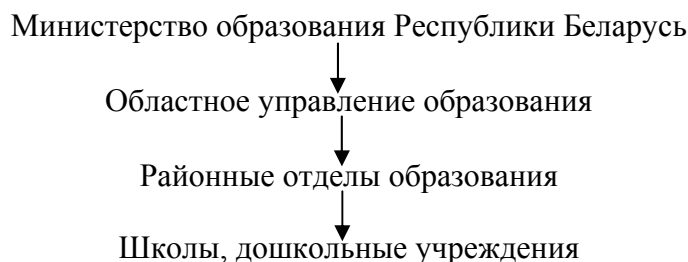 Министерство образования Республики Беларусь
Областное управление образования
Районные отделы образования
Школы, дошкольные учреждения